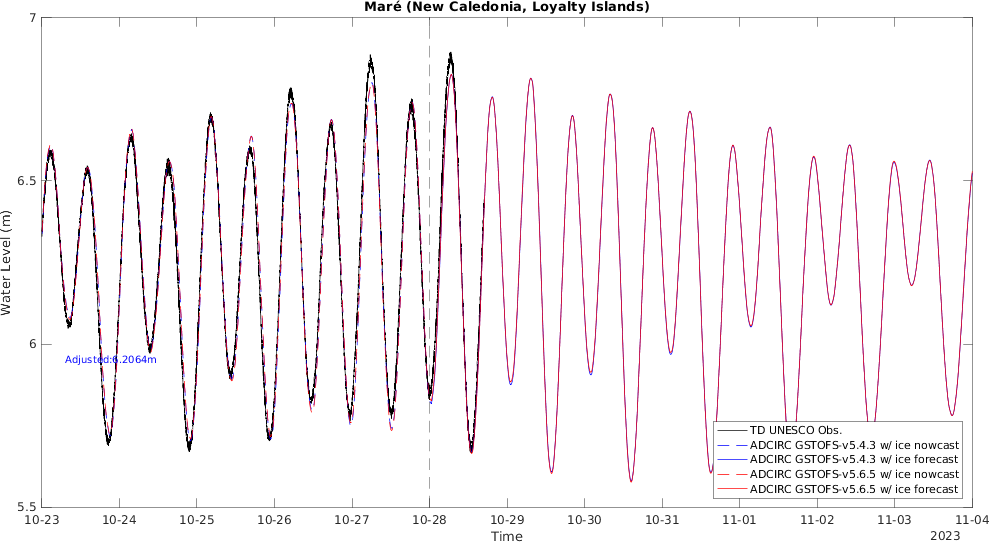 Maré (New Caledonia, Loyalty Islands)
7
6.5
6
5.5
Water Level (m)
Adjusted:6.2064m
TD UNESCO Obs.
ADCIRC GSTOFS-v5.4.3 w/ ice nowcast
ADCIRC GSTOFS-v5.4.3 w/ ice forecast
ADCIRC GSTOFS-v5.6.5 w/ ice nowcast
ADCIRC GSTOFS-v5.6.5 w/ ice forecast
10-23 10-24 10-25 10-26 10-27 10-28 10-29 10-30 10-31 11-01 11-02 11-03 11-04
Time
2023